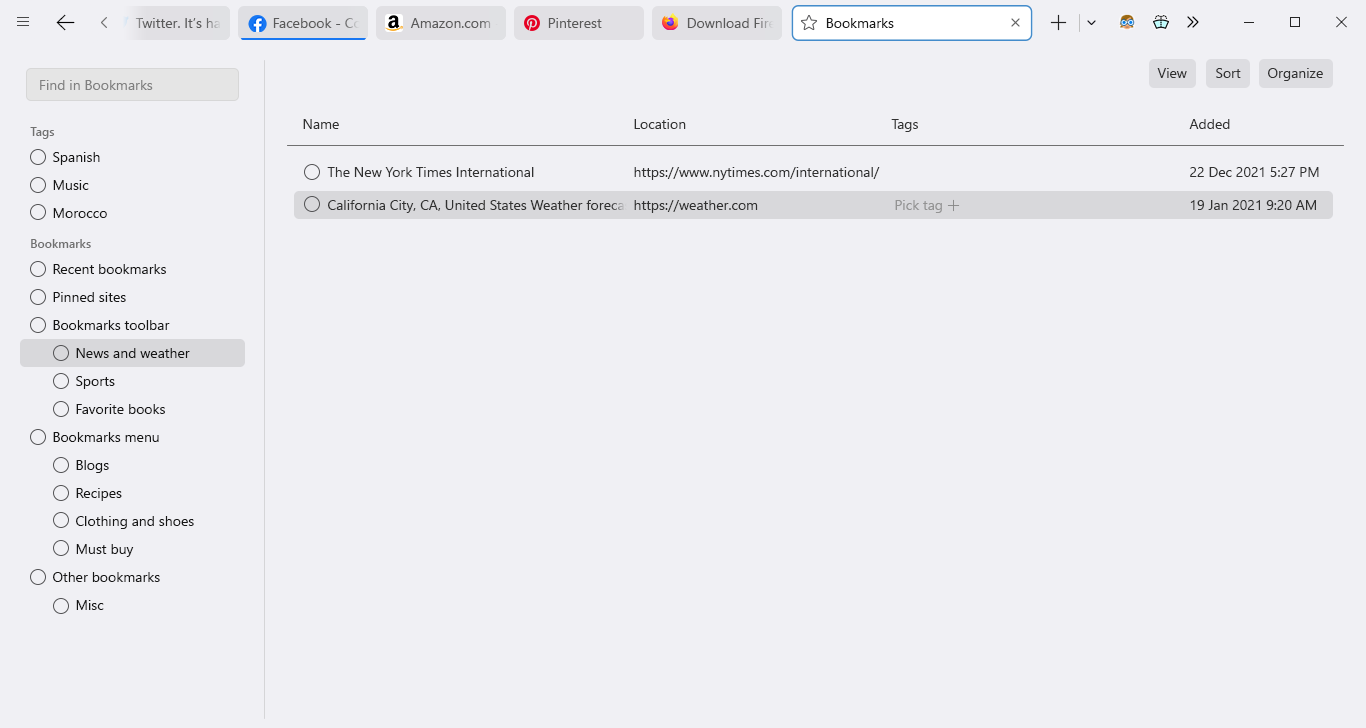 Twitter. It's ha
Facebook - Co
Amazon.com
Pinterest
Download Fire
Bookmarks
Find in Bookmarks
View Sort Organize
Tags
Spanish
Music
Morocco
Bookmarks
Recent bookmarks
Pinned sites
Bookmarks toolbar
News and weather
Sports
Favorite books
Bookmarks menu
Blogs
Recipes
Clothing and shoes
Must buy
Other bookmarks
Misc
Name Location Tags Added
The New York Times International https://www.nytimes.com/international/ 22 Dec 2021 5:27 PM
California City, CA, United States Weather foreca https://weather.com Pick tag 19 Jan 2021 9:20 AM